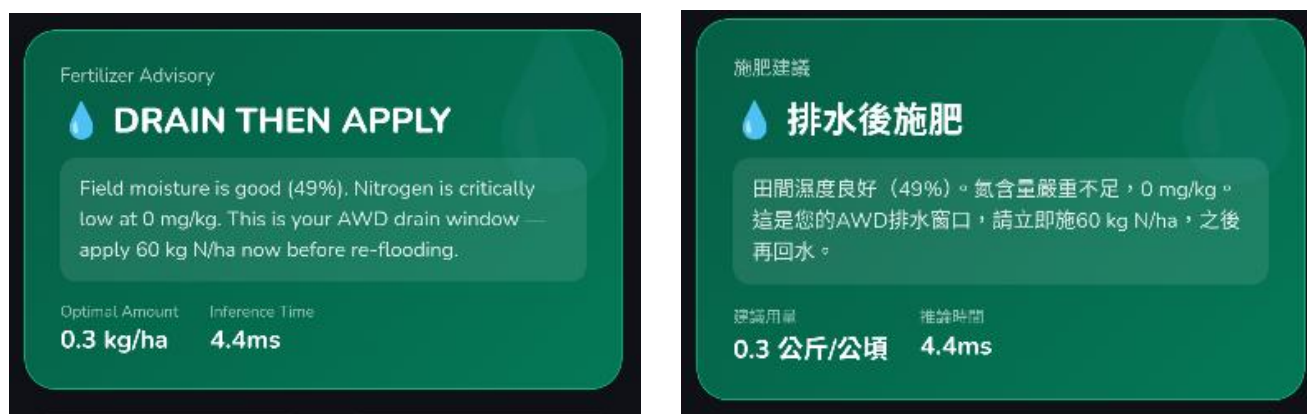 Fertilizer Advisory
💧 DRAIN THEN APPLY
Field moisture is good (49%). Nitrogen is critically
low at 0 mg/kg. This is your AWD drain window —
apply 60 kg N/ha now before re-flooding.
Optimal Amount Inference Time
0.3 kg/ha 4.4ms
施肥建議
💧 排水後施肥
田間濕度良好（49%）。氮含量嚴重不足，0 mg/kg。
這是您的AWD排水窗口，請立即施60 kg N/ha，之後
再回水。
建議用量 推論時間
0.3 公斤/公頃 4.4ms